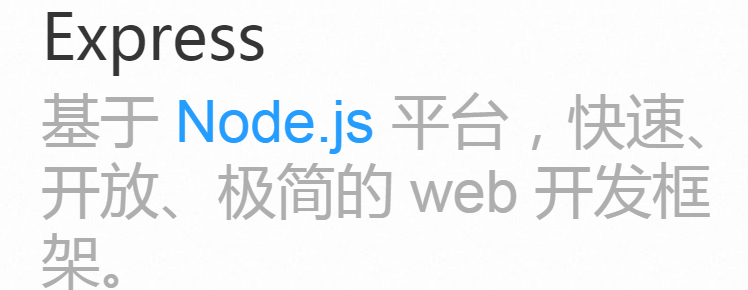 Express
基于 Node.js 平台，快速、
开放、极简的 web 开发框
架。